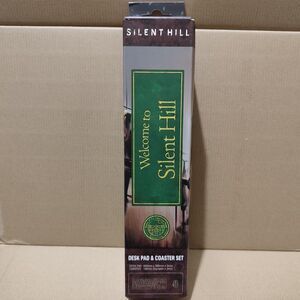 SILENT HILL
Welcome to
Silent Hill
DESK PAD & COASTER SET